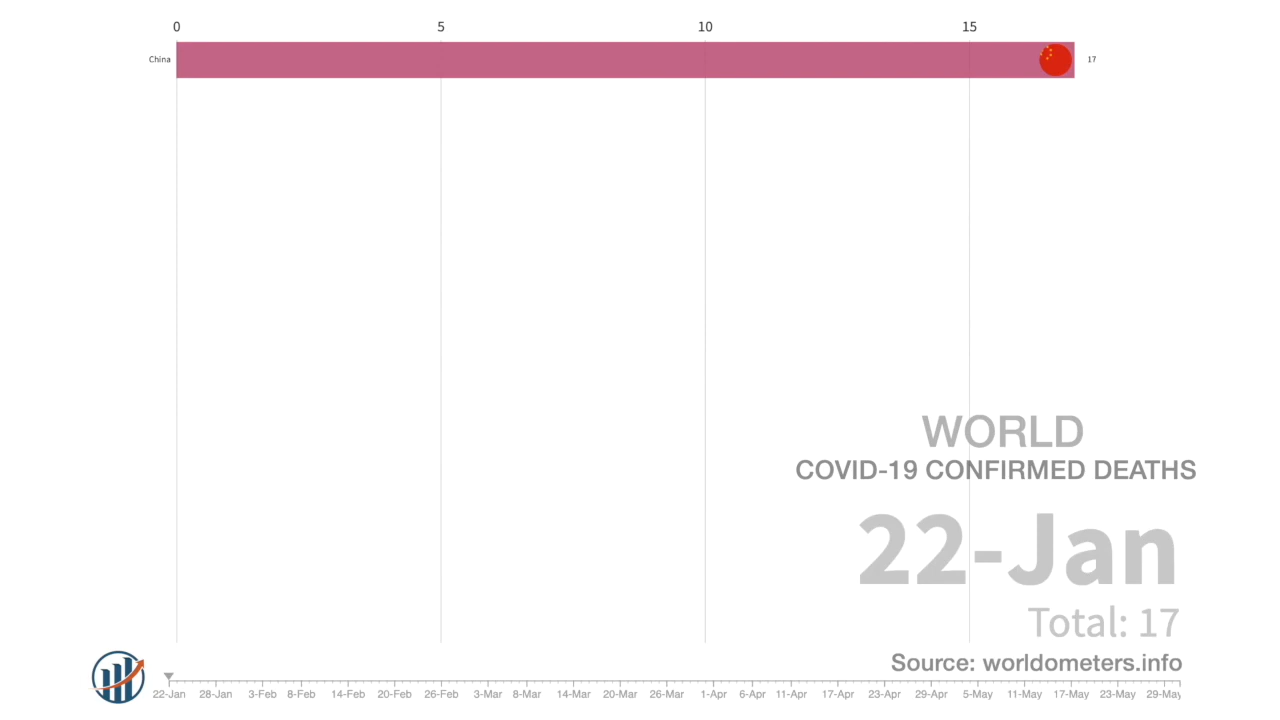 0 5 10 15
China 17
WORLD
COVID-19 CONFIRMED DEATHS
22-Jan
Total: 17
Source: worldometers.info
22-Jan 28-Jan 3-Feb 8-Feb 14-Feb 20-Feb 26-Feb 3-Mar 8-Mar 14-Mar 20-Mar 26-Mar 1-Apr 6-Apr 11-Apr 17-Apr 23-Apr 29-Apr 5-May 11-May 17-May 23-May 29-May